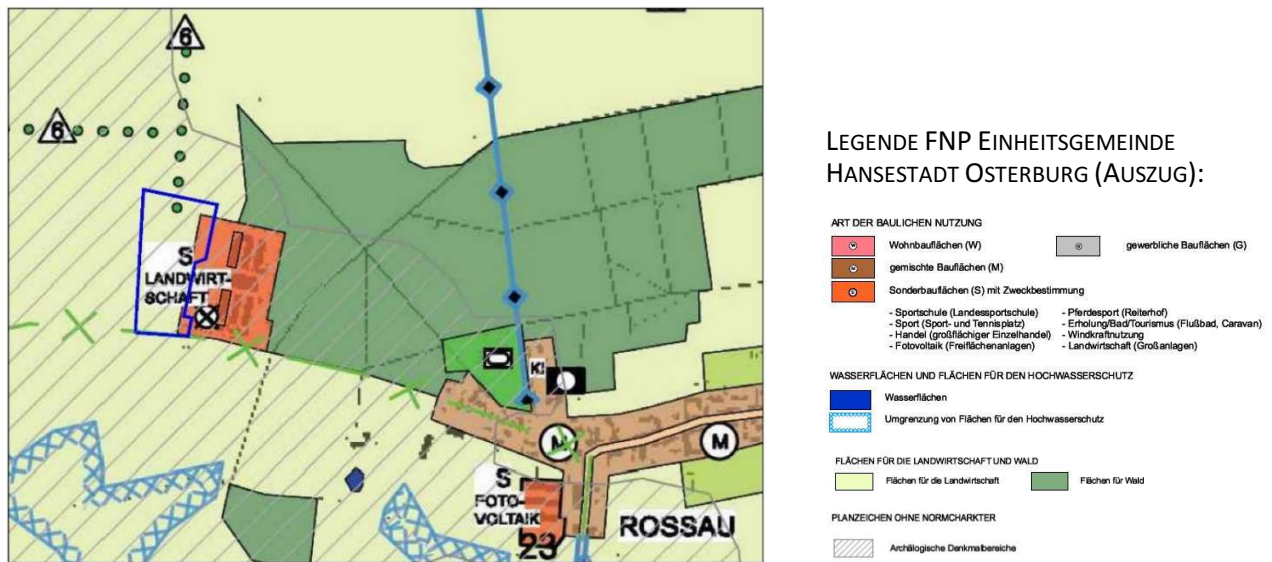 6
6
S
LANDWIRT-
SCHAFT
KI
M
M
S
FOTO-
VOLTAIK
23
ROSSAU
LEGENDE FNP EINHEITSGEMEINDE
HANSESTADT OSTERBURG (AUSZUG):
ART DER BAULICHEN NUTZUNG
W Wohnbauflächen (W)
G gewerbliche Bauflächen (G)
M gemischte Bauflächen (M)
S Sonderbauflächen (S) mit Zweckbestimmung
- Sportschule (Landessportschule)
- Sport (Sport- und Tennisplatz)
- Handel (großflächiger Einzelhandel)
- Fotovoltaik (Freiflächenanlagen)
- Pferdesport (Reiterhof)
- Erholung/Bad/Tourismus (Flußbad, Caravan)
- Windkraftnutzung
- Landwirtschaft (Großanlagen)
WASSERFLÄCHEN UND FLÄCHEN FÜR DEN HOCHWASSERSCHUTZ
Wasserflächen
Umgrenzung von Flächen für den Hochwasserschutz
FLÄCHEN FÜR DIE LANDWIRTSCHAFT UND WALD
Flächen für die Landwirtschaft
Flächen für Wald
PLANZEICHEN OHNE NORMCHARKTER
Archälogische Denkmalbereiche